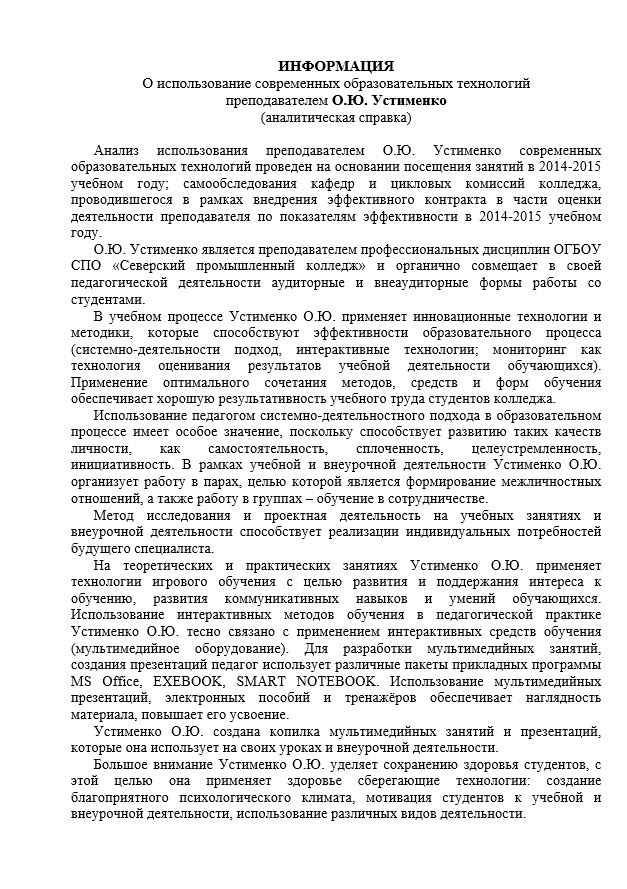 ИНФОРМАЦИЯ
О использование современных образовательных технологий
преподавателем О.Ю. Устименко
(аналитическая справка)
Анализ использования преподавателем О.Ю. Устименко современных
образовательных технологий проведен на основании посещения занятий в 2014-2015
учебном году; самообследования кафедр и цикловых комиссий колледжа,
проводившегося в рамках внедрения эффективного контракта в части оценки
деятельности преподавателя по показателям эффективности в 2014-2015 учебном
году.
О.Ю. Устименко является преподавателем профессиональных дисциплин ОГБОУ
СПО «Северский промышленный колледж» и органично совмещает в своей
педагогической деятельности аудиторные и внеаудиторные формы работы со
студентами.
В учебном процессе Устименко О.Ю. применяет инновационные технологии и
методики, которые способствуют эффективности образовательного процесса
(системно-деятельности подход, интерактивные технологии; мониторинг как
технология оценивания результатов учебной деятельности обучающихся).
Применение оптимального сочетания методов, средств и форм обучения
обеспечивает хорошую результативность учебного труда студентов колледжа.
Использование педагогом системно-деятельностного подхода в образовательном
процессе имеет особое значение, поскольку способствует развитию таких качеств
личности, как самостоятельность, сплоченность, целеустремленность,
инициативность. В рамках учебной и внеурочной деятельности Устименко О.Ю.
организует работу в парах, целью которой является формирование межличностных
отношений, а также работу в группах – обучение в сотрудничестве.
Метод исследования и проектная деятельность на учебных занятиях и
внеурочной деятельности способствует реализации индивидуальных потребностей
будущего специалиста.
На теоретических и практических занятиях Устименко О.Ю. применяет
технологии игрового обучения с целью развития и поддержания интереса к
обучению, развития коммуникативных навыков и умений обучающихся.
Использование интерактивных методов обучения в педагогической практике
Устименко О.Ю. тесно связано с применением интерактивных средств обучения
(мультимедийное оборудование). Для разработки мультимедийных занятий,
создания презентаций педагог использует различные пакеты прикладных программы
MS Office, EXEBOOK, SMART NOTEBOOK. Использование мультимедийных
презентаций, электронных пособий и тренажёров обеспечивает наглядность
материала, повышает его усвоение.
Устименко О.Ю. создана копилка мультимедийных занятий и презентаций,
которые она использует на своих уроках и внеурочной деятельности.
Большое внимание Устименко О.Ю. уделяет сохранению здоровья студентов, с
этой целью она применяет здоровье сберегающие технологии: создание
благоприятного психологического климата, мотивация студентов к учебной и
внеурочной деятельности, использование различных видов деятельности.